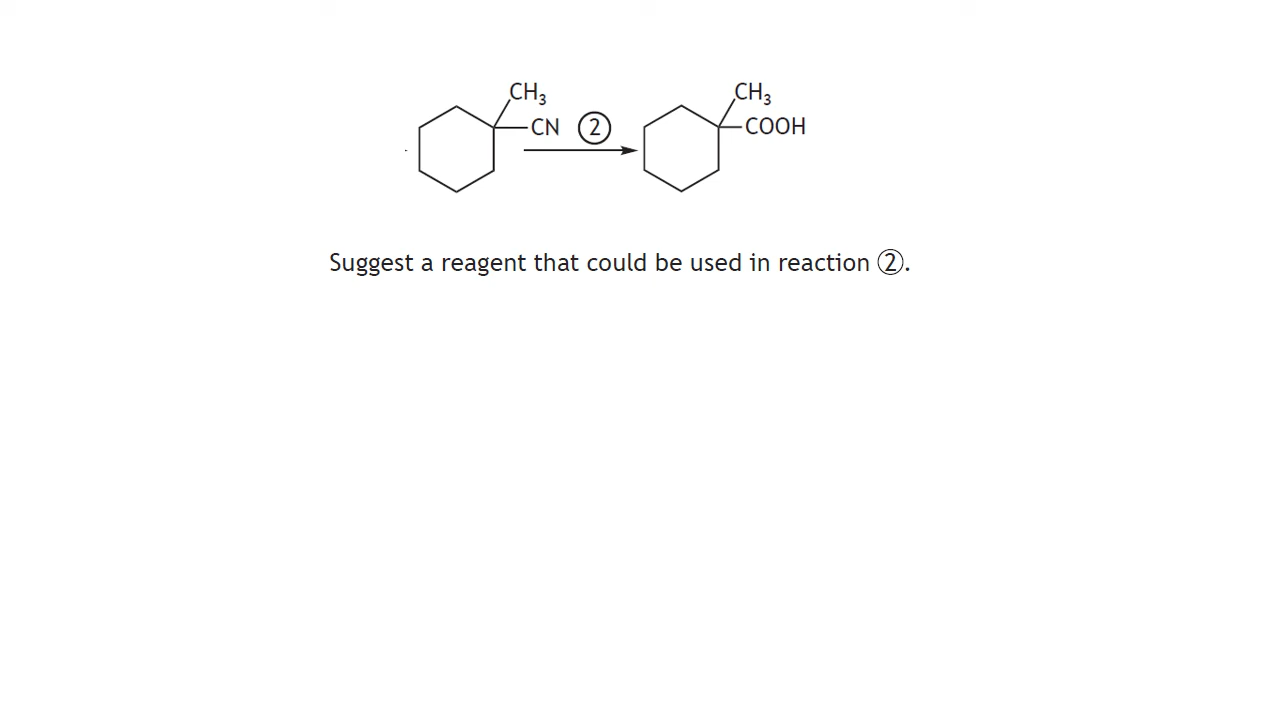 CH₃ CH₃
CN ② COOH
Suggest a reagent that could be used in reaction ②.